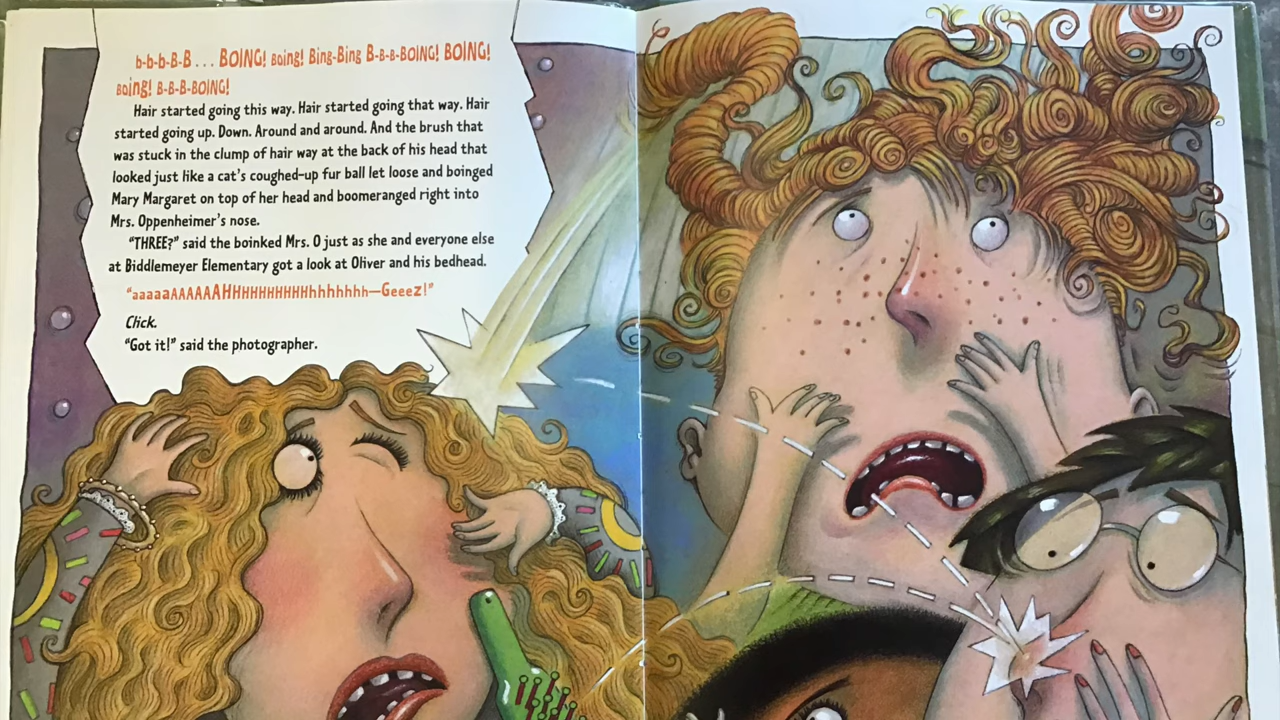 b-b-b-B-B ... BOING! Boing! Bing-Bing B-B-B-BOING! BOING!
Boing! B-B-B-BOING!
Hair started going this way. Hair started going that way. Hair
started going up. Down. Around and around. And the brush that
was stuck in the clump of hair way at the back of his head that
looked just like a cat's coughed-up fur ball let loose and boinged
Mary Margaret on top of her head and boomeranged right into
Mrs. Oppenheimer's nose.
"THREE?" said the boinked Mrs. O just as she and everyone else
at Biddlemeyer Elementary got a look at Oliver and his bedhead.
"aaaaaAAAAAAHHHHHHHHHHhhhhhhhh—Geeez!"
Click.
"Got it!" said the photographer.